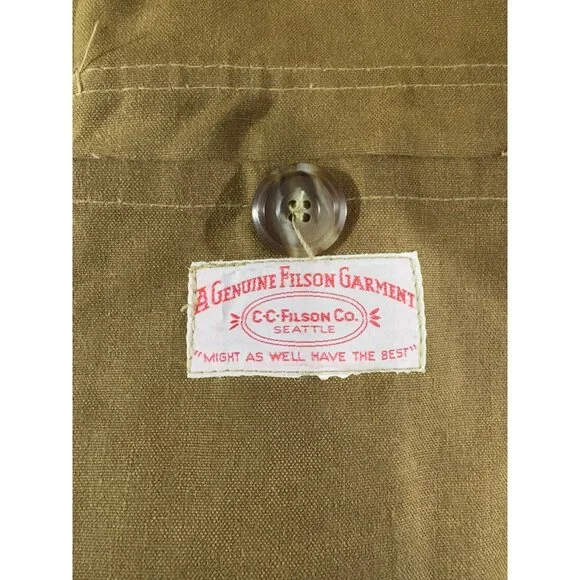 A GENUINE FILSON GARMENT
C·C·FILSON CO.
SEATTLE
"MIGHT AS WELL HAVE THE BEST"